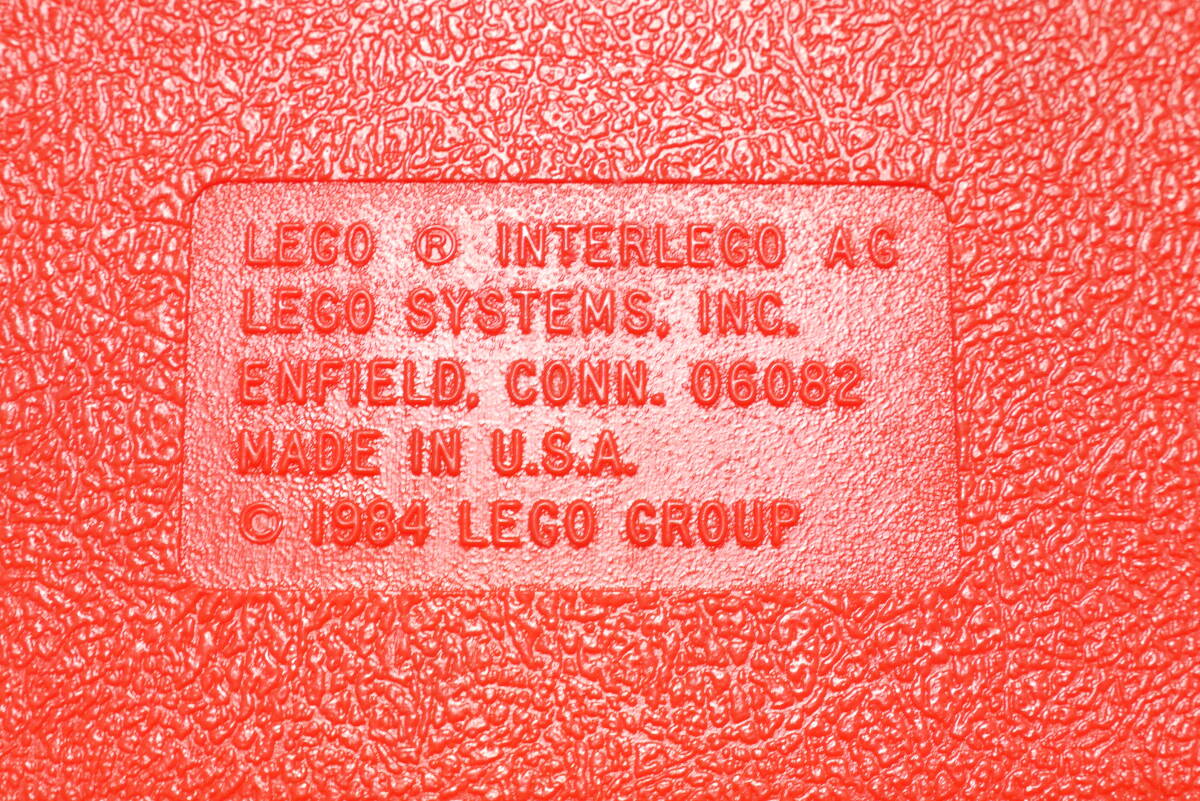 LEGO ® INTERLEGO AG
LEGO SYSTEMS, INC.
ENFIELD, CONN. 06082
MADE IN U.S.A.
© 1984 LEGO GROUP